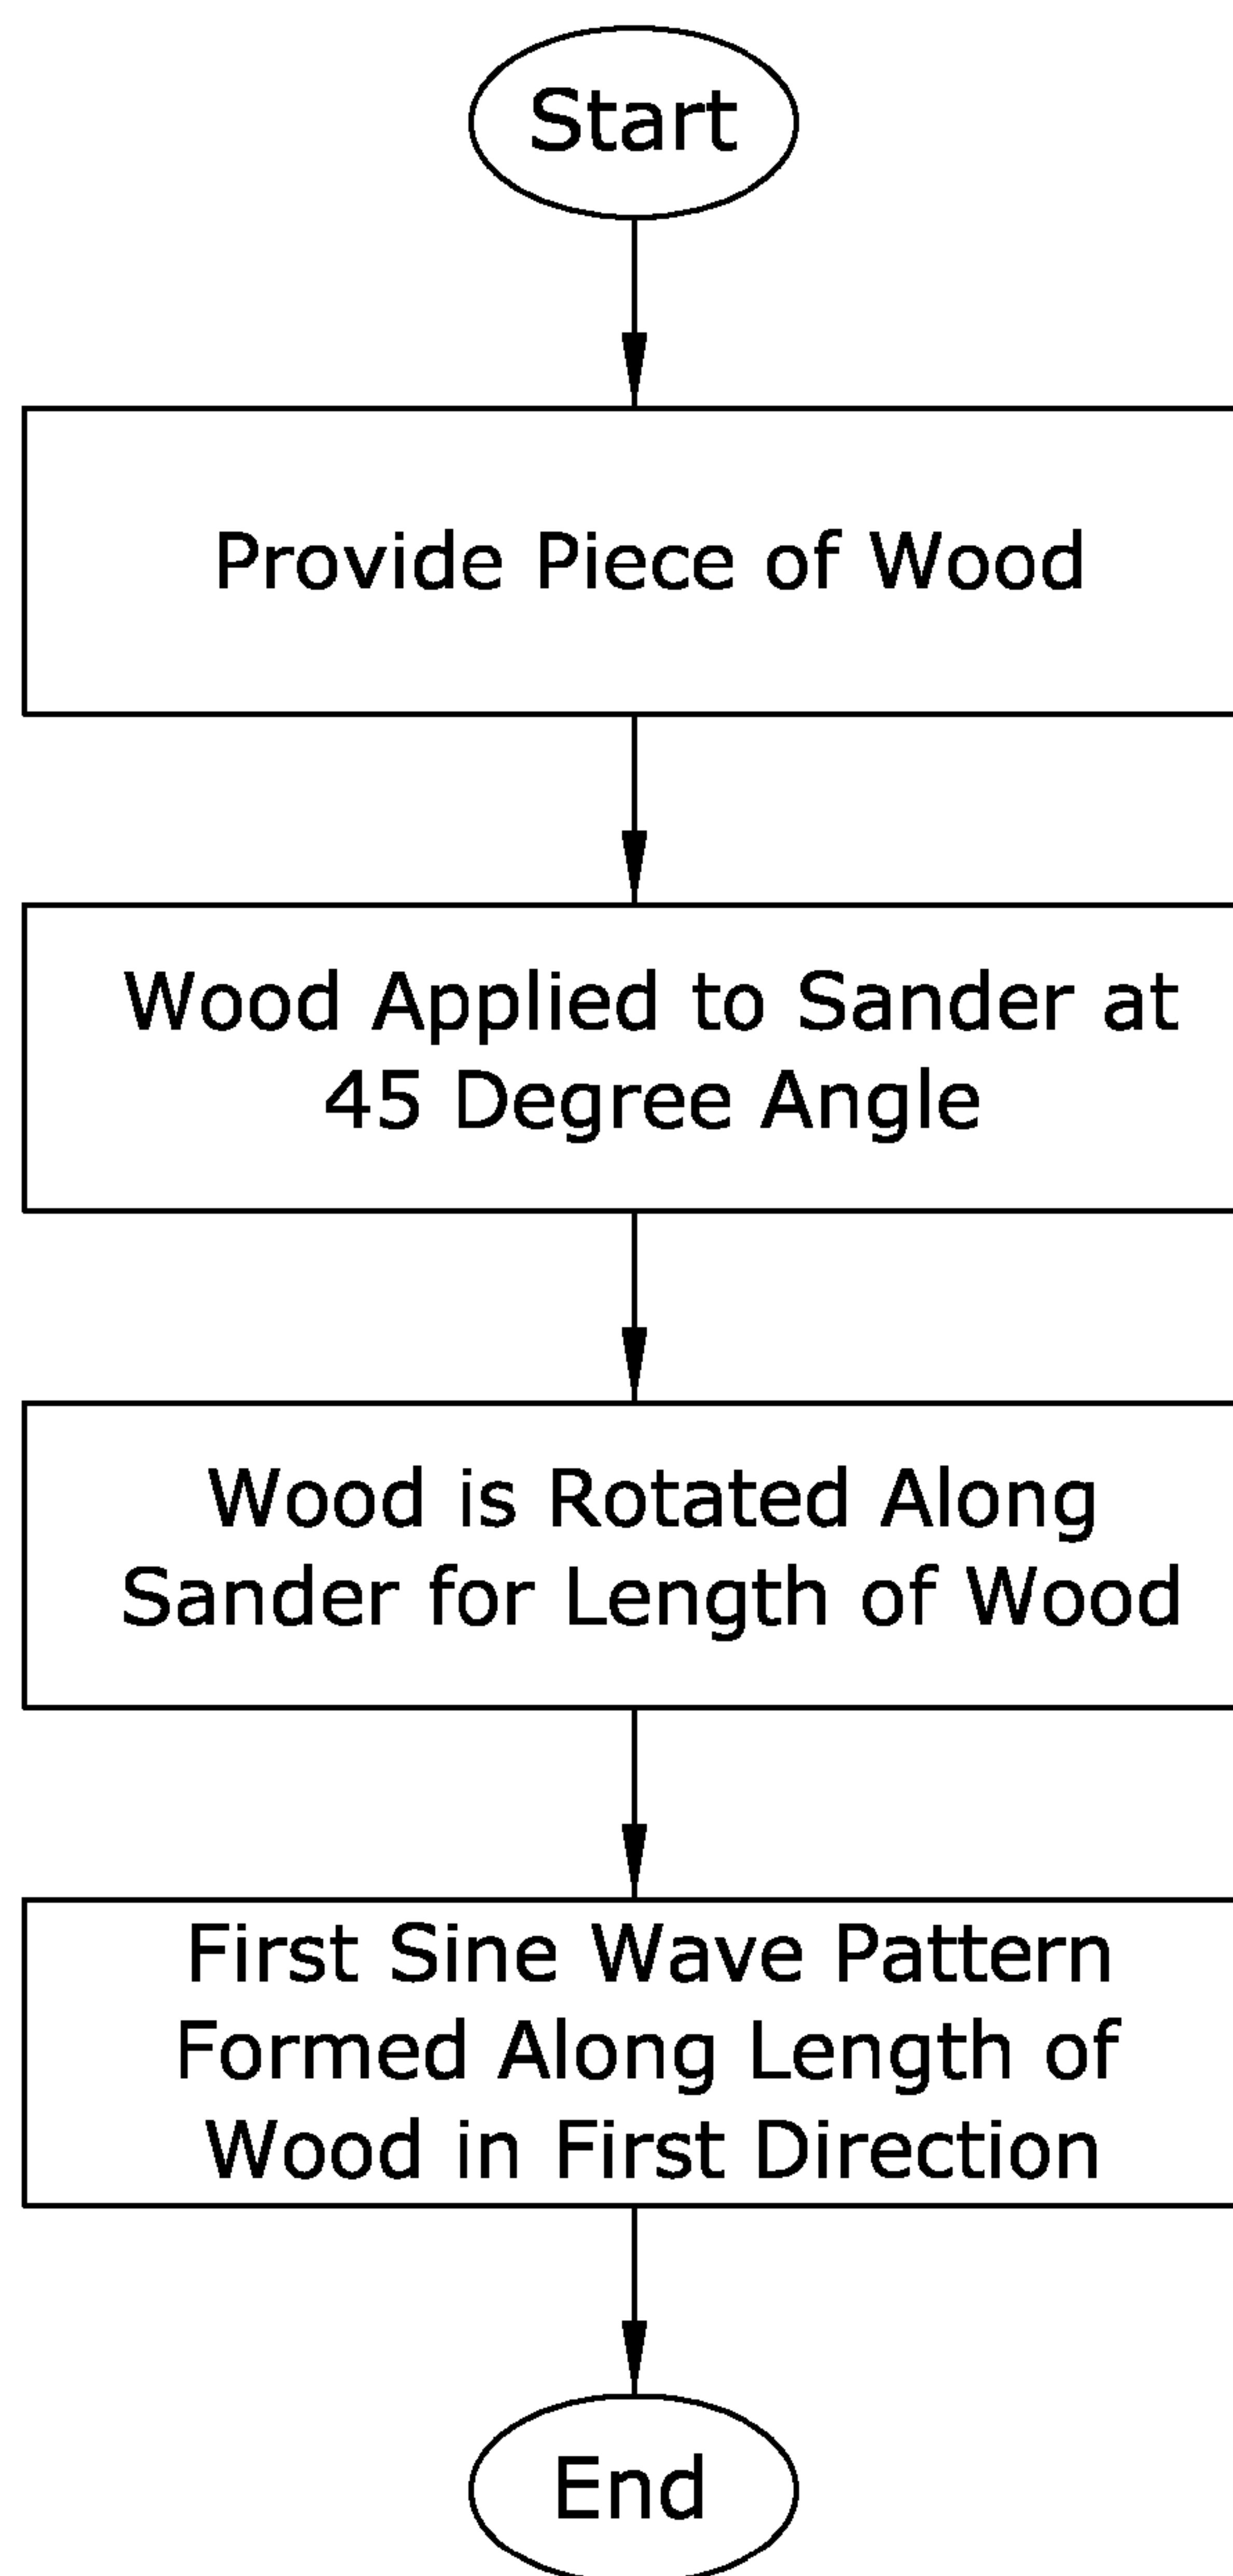 Start
Provide Piece of Wood
Wood Applied to Sander at
45 Degree Angle
Wood is Rotated Along
Sander for Length of Wood
First Sine Wave Pattern
Formed Along Length of
Wood in First Direction
End